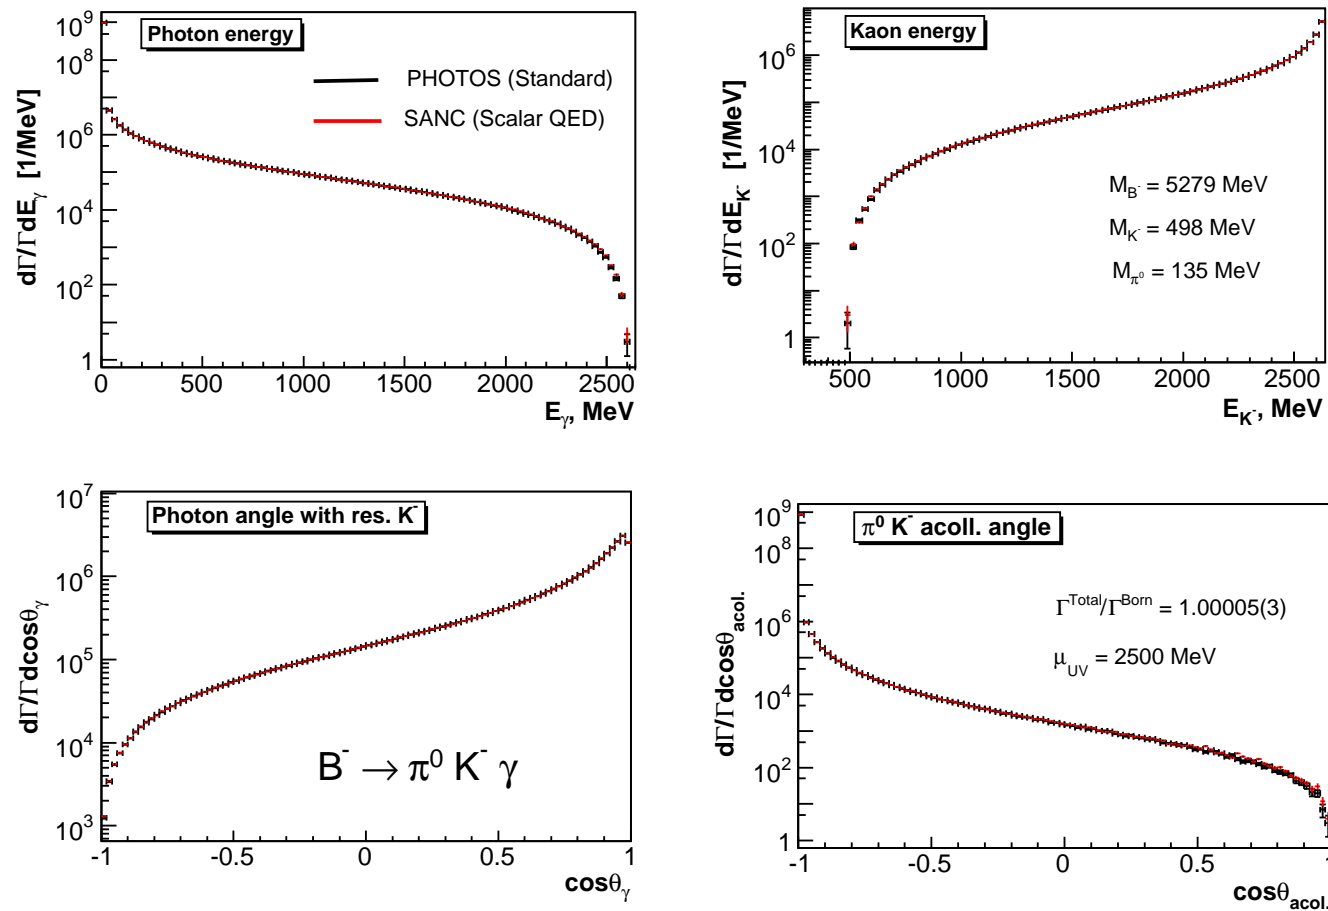 Photon energy
PHOTOS (Standard)
SANC (Scalar QED)
dΓ/ΓdE_γ [1/MeV]
10⁹
10⁸
10⁶
10⁴
10²
1
0 500 1000 1500 2000 2500
E_γ, MeV
Kaon energy
dΓ/ΓdE_K⁻ [1/MeV]
10⁶
10⁴
10³
10²
1
M_B⁻ = 5279 MeV
M_K⁻ = 498 MeV
M_π⁰ = 135 MeV
500 1000 1500 2000 2500
E_K⁻, MeV
Photon angle with res. K⁻
dΓ/Γdcosθ_γ
10⁷
10⁶
10⁵
10⁴
10³
B⁻ → π⁰ K⁻ γ
-1 -0.5 0 0.5 1
cosθ_γ
π⁰ K⁻ acoll. angle
dΓ/Γdcosθ_acol.
10⁹
10⁸
10⁶
10⁴
10²
1
Γ^Total/Γ^Born = 1.00005(3)
μ_UV = 2500 MeV
-1 -0.5 0 0.5 1
cosθ_acol.